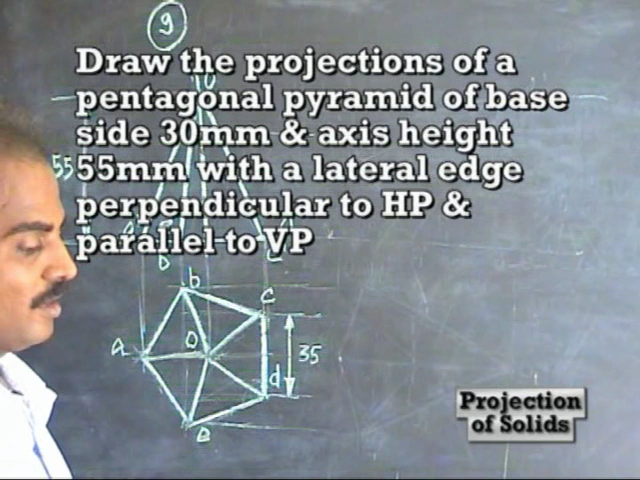 9
Draw the projections of a
pentagonal pyramid of base
side 30mm & axis height
55
55mm with a lateral edge
perpendicular to HP &
parallel to VP
b
c
a
o
35
d
e
Projection
of Solids